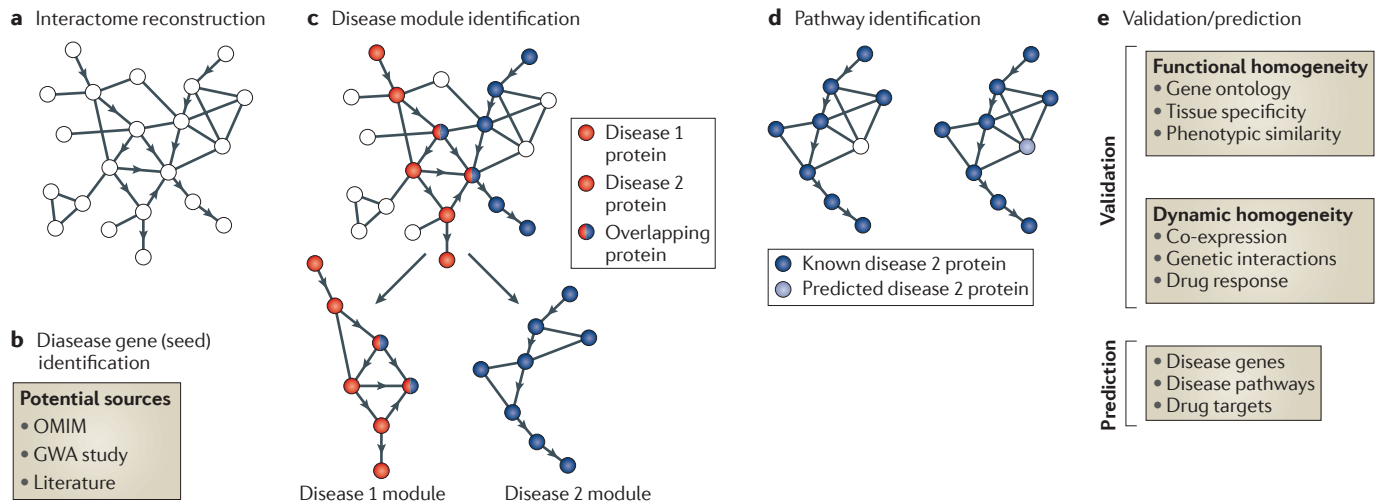 a Interactome reconstruction
b Diasease gene (seed)
identification
Potential sources
• OMIM
• GWA study
• Literature
c Disease module identification
Disease 1
protein
Disease 2
protein
Overlapping
protein
Disease 1 module
Disease 2 module
d Pathway identification
Known disease 2 protein
Predicted disease 2 protein
e Validation/prediction
Validation
Functional homogeneity
• Gene ontology
• Tissue specificity
• Phenotypic similarity
Dynamic homogeneity
• Co-expression
• Genetic interactions
• Drug response
Prediction
• Disease genes
• Disease pathways
• Drug targets